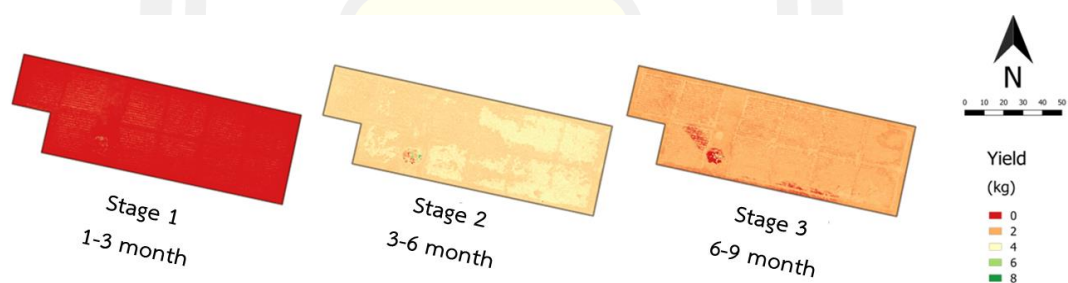 Stage 1
1-3 month
Stage 2
3-6 month
Stage 3
6-9 month
N
0 10 20 30 40 50
Yield
(kg)
0
2
4
6
8